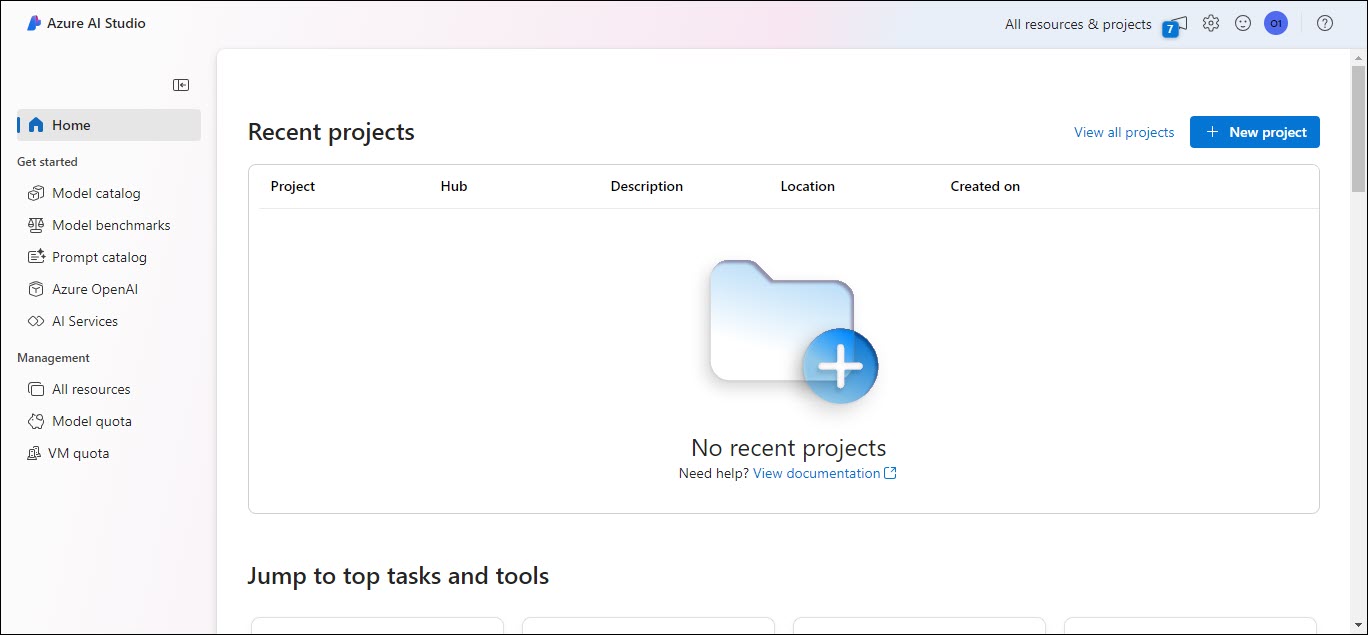 Azure AI Studio
All resources & projects
7
O1
Home
Get started
Model catalog
Model benchmarks
Prompt catalog
Azure OpenAI
AI Services
Management
All resources
Model quota
VM quota
Recent projects
View all projects
New project
Project Hub Description Location Created on
No recent projects
Need help? View documentation
Jump to top tasks and tools